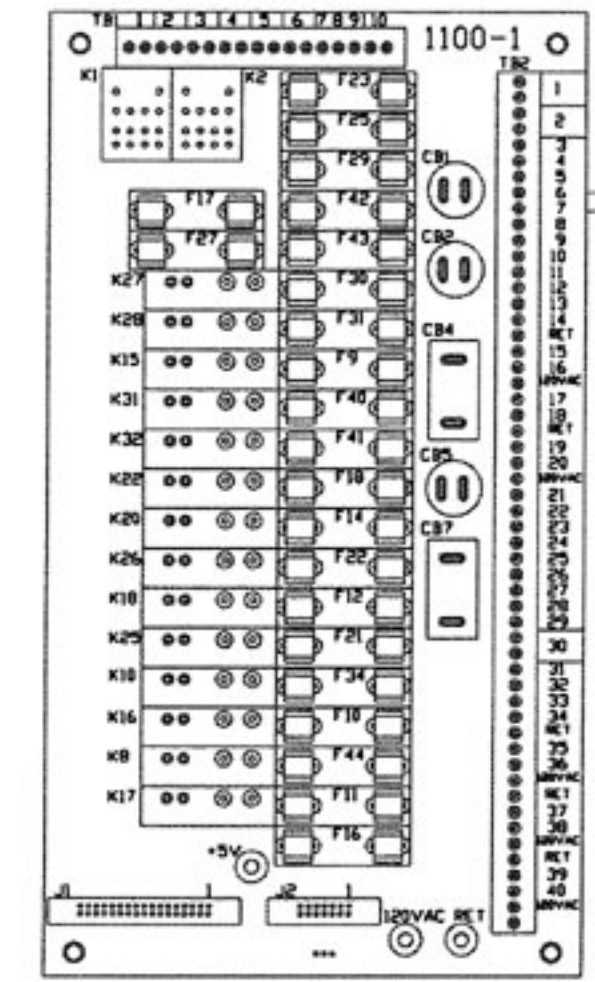 TB 1 2 3 4 5 6 7 8 9 10
1100-1
TB2
K1
K2
F23
F25
F29
CB1
F17
F42
F27
F43
CB2
K27
F30
K28
F31
CB4
K15
F9
K31
F40
K32
F41
CB5
K22
F18
K20
F14
CB7
K26
F22
K18
F12
K25
F21
K10
F34
K16
F10
K8
F44
K17
F11
F16
+5V
J1 1
J2 1
120VAC RET
1
2
3
4
5
6
7
8
9
10
11
12
13
14
RET
15
16
120VAC
17
18
RET
19
20
120VAC
21
22
23
24
25
26
27
28
29
30
31
32
33
34
RET
35
36
120VAC
RET
37
38
120VAC
RET
39
40
120VAC